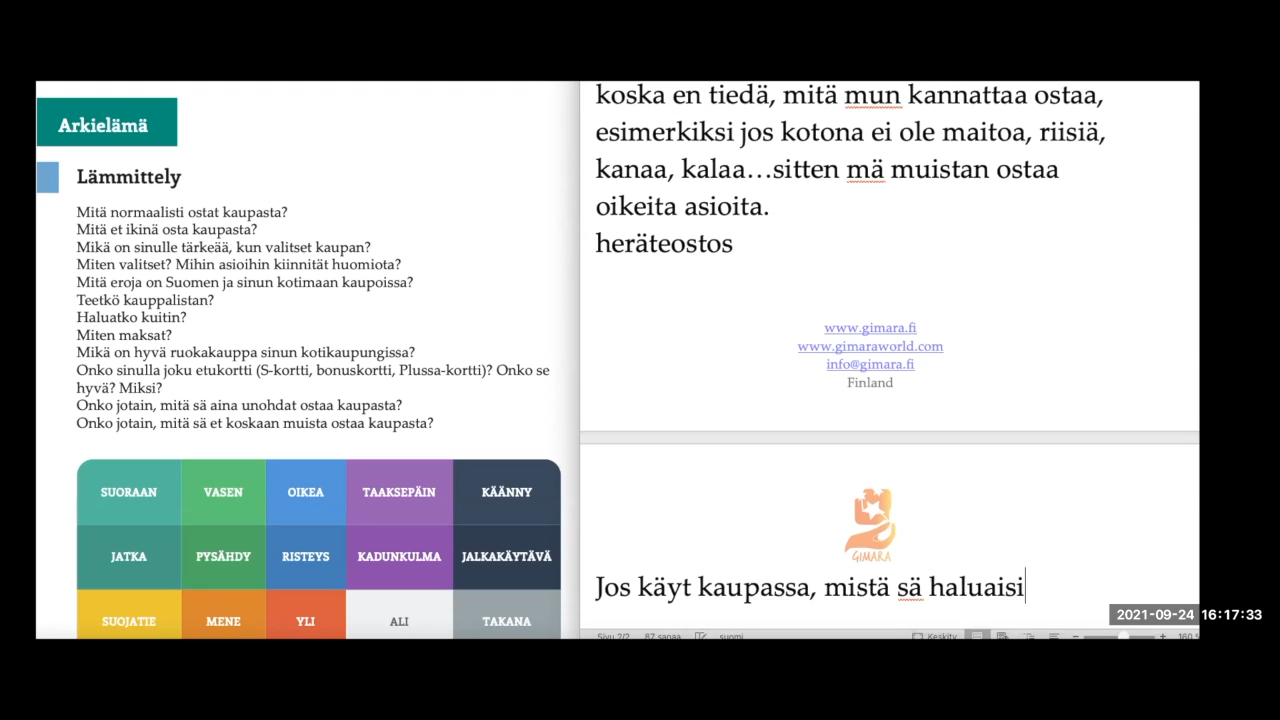 Arkielämä
Lämmittely
Mitä normaalisti ostat kaupasta?
Mitä et ikinä osta kaupasta?
Mikä on sinulle tärkeää, kun valitset kaupan?
Miten valitset? Mihin asioihin kiinnität huomiota?
Mitä eroja on Suomen ja sinun kotimaan kaupoissa?
Teetkö kauppalistan?
Haluatko kuitin?
Miten maksat?
Mikä on hyvä ruokakauppa sinun kotikaupungissa?
Onko sinulla joku etukortti (S-kortti, bonuskortti, Plussa-kortti)? Onko se
hyvä? Miksi?
Onko jotain, mitä sä aina unohdat ostaa kaupasta?
Onko jotain, mitä sä et koskaan muista ostaa kaupasta?
SUORAAN VASEN OIKEA TAAKSEPÄIN KÄÄNNY
JATKA PYSÄHDY RISTEYS KADUNKULMA JALKAKÄYTÄVÄ
SUOJATIE MENE YLI ALI TAKANA
koska en tiedä, mitä mun kannattaa ostaa,
esimerkiksi jos kotona ei ole maitoa, riisiä,
kanaa, kalaa…sitten mä muistan ostaa
oikeita asioita.
heräteostos
www.gimara.fi
www.gimaraworld.com
info@gimara.fi
Finland
GIMARA
Jos käyt kaupassa, mistä sä haluaisi
2021-09-24 16:17:33
Sivu 2/2 87 sanaa suomi Keskity